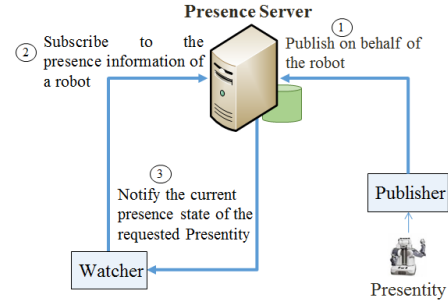 Presence Server
1
Publish on behalf of
the robot
2
Subscribe to the
presence information of
a robot
3
Notify the current
presence state of the
requested Presentity
Publisher
Watcher
Presentity